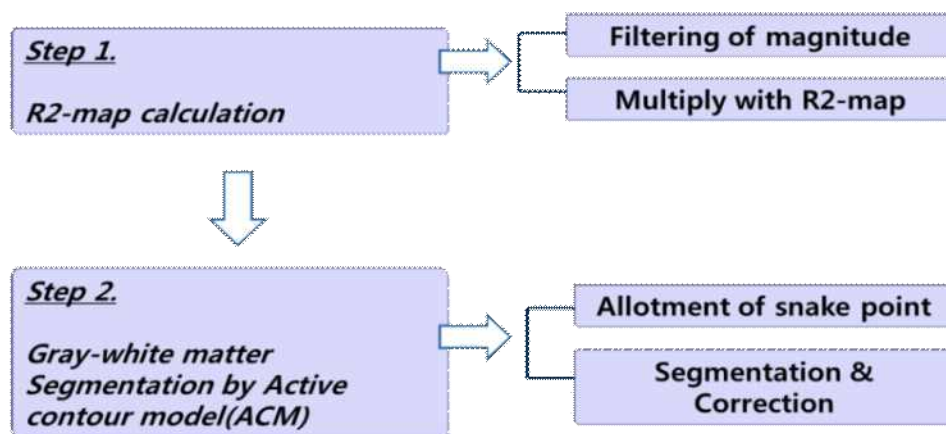 Step 1.
R2-map calculation
Filtering of magnitude
Multiply with R2-map
Step 2.
Gray-white matter
Segmentation by Active
contour model(ACM)
Allotment of snake point
Segmentation &
Correction